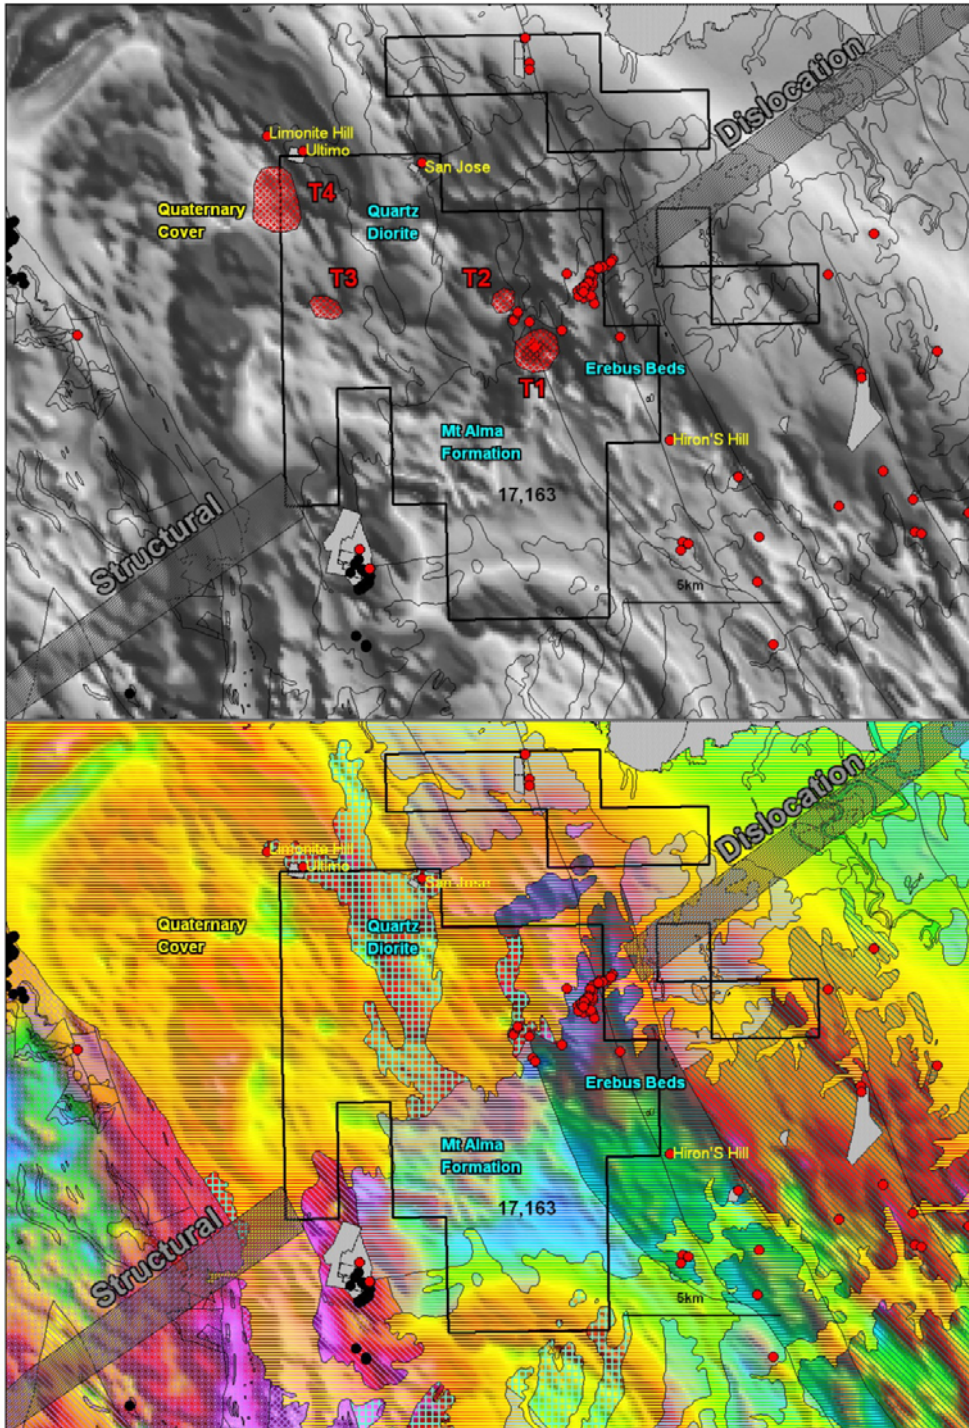 Dislocation
Limonite Hill
Ultimo
San Jose
T4
Quaternary
Cover
Quartz
Diorite
T3
T2
T1
Erebus Beds
Mt Alma
Formation
Hiron'S Hill
17,163
Structural
5km
Dislocation
Limonite Hill
Ultimo
San Jose
Quaternary
Cover
Quartz
Diorite
Erebus Beds
Mt Alma
Formation
Hiron'S Hill
17,163
Structural
5km